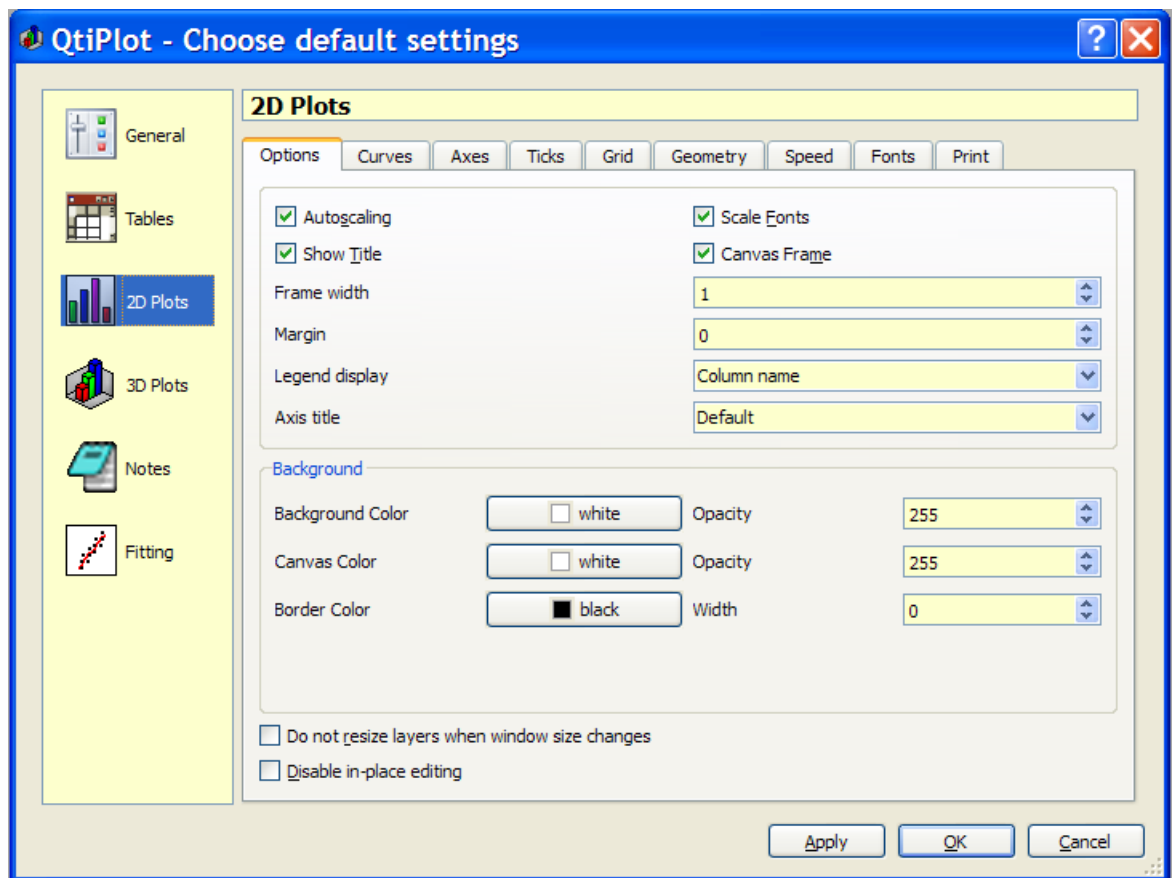 QtiPlot - Choose default settings
General
Tables
2D Plots
3D Plots
Notes
Fitting
2D Plots
Options Curves Axes Ticks Grid Geometry Speed Fonts Print
Autoscaling Scale Fonts
Show Title Canvas Frame
Frame width 1
Margin 0
Legend display Column name
Axis title Default
Background
Background Color white Opacity 255
Canvas Color white Opacity 255
Border Color black Width 0
Do not resize layers when window size changes
Disable in-place editing
Apply OK Cancel